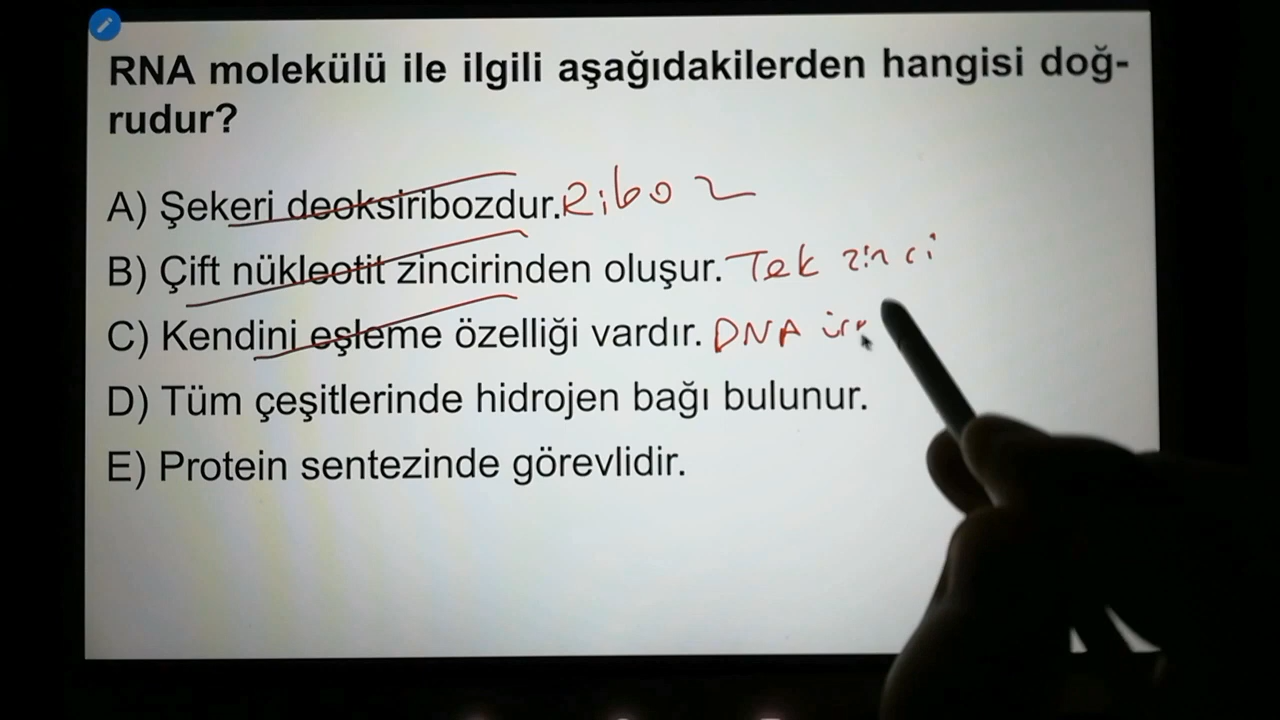 RNA molekülü ile ilgili aşağıdakilerden hangisi doğ-
rudur?
A) Şekeri deoksiribozdur. Riboz
B) Çift nükleotit zincirinden oluşur. Tek zinci
C) Kendini eşleme özelliği vardır. DNA
D) Tüm çeşitlerinde hidrojen bağı bulunur.
E) Protein sentezinde görevlidir.